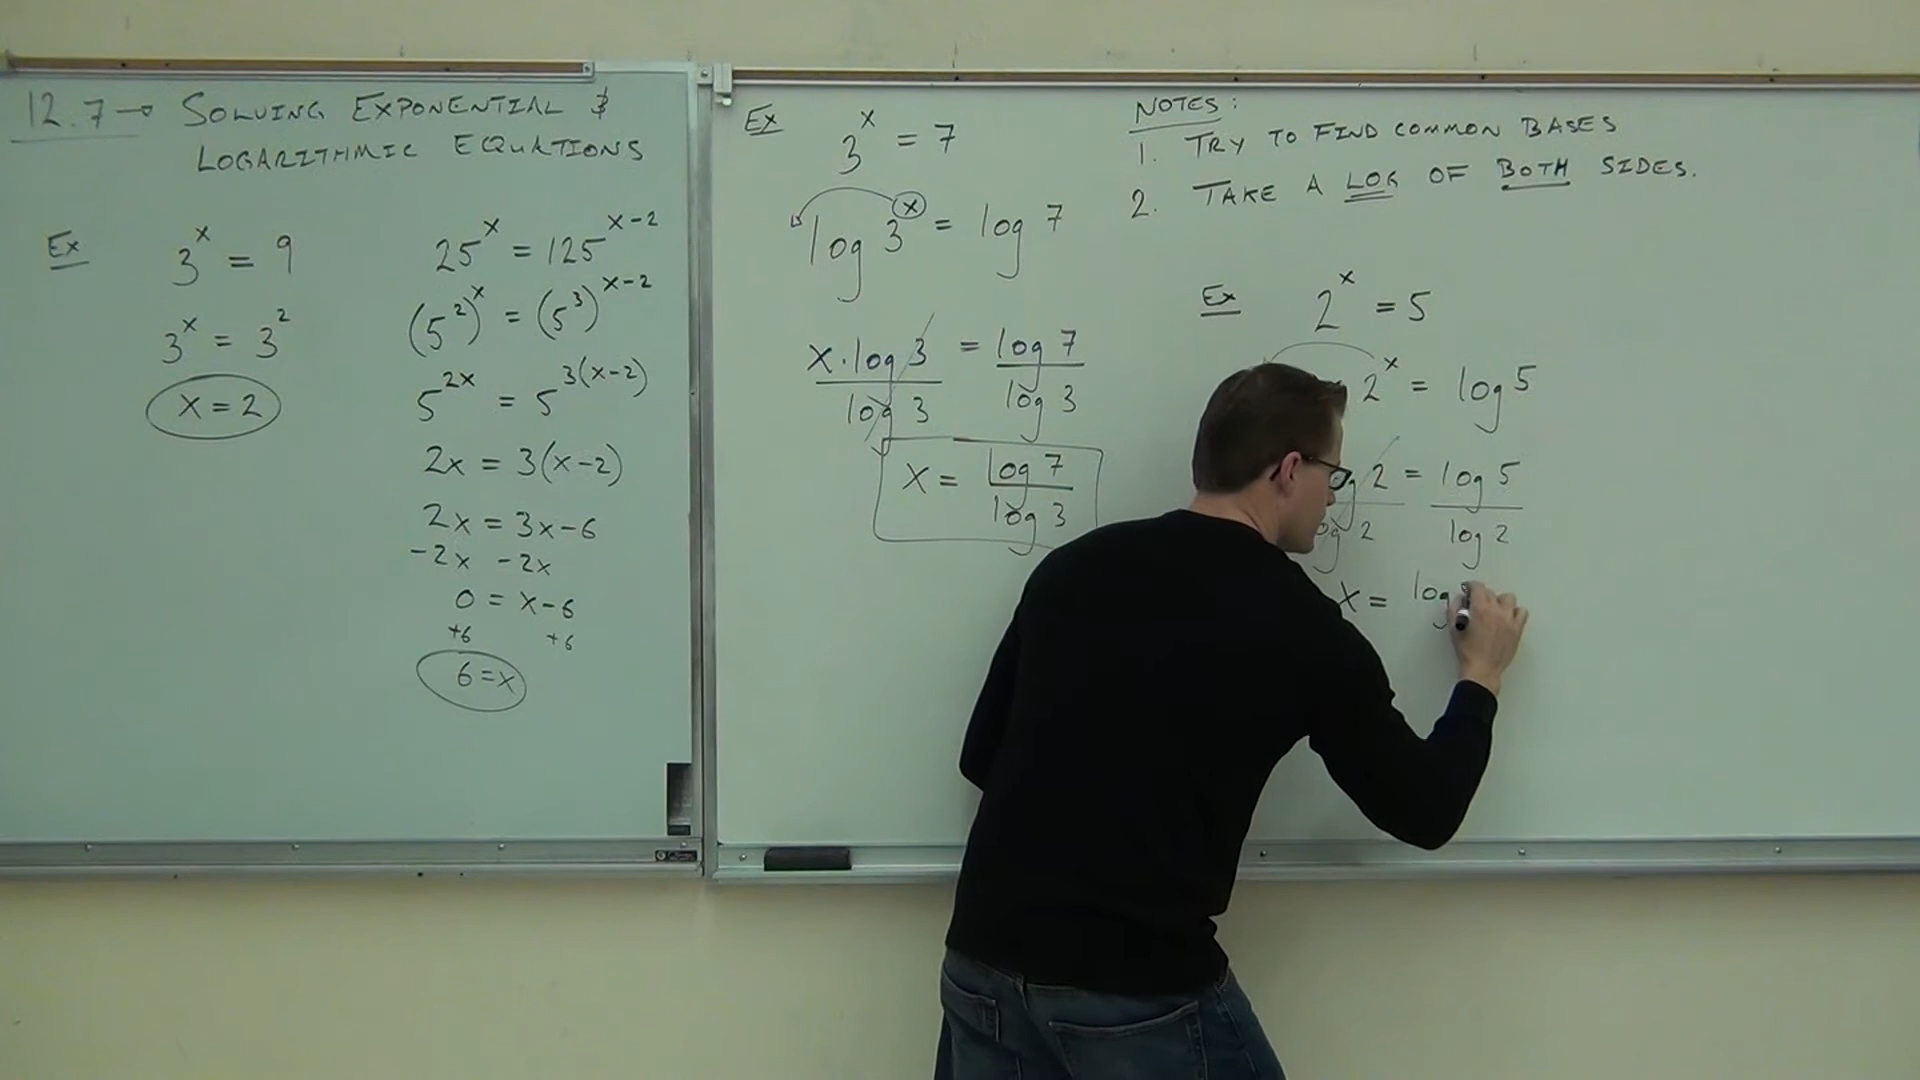 12.7 → SOLVING EXPONENTIAL &
LOGARITHMIC EQUATIONS
Ex
3^x = 9
3^x = 3^2
x = 2
25^x = 125^(x-2)
(5^2)^x = (5^3)^(x-2)
5^(2x) = 5^(3(x-2))
2x = 3(x-2)
2x = 3x-6
-2x -2x
0 = x-6
+6 +6
6 = x
Ex
3^x = 7
log 3^x = log 7
x · log 3 = log 7
log 3 log 3
x = log 7
log 3
NOTES:
1. TRY TO FIND COMMON BASES
2. TAKE A LOG OF BOTH SIDES.
Ex
2^x = 5
2^x = log 5
og 2 = log 5
og 2 log 2
x = log